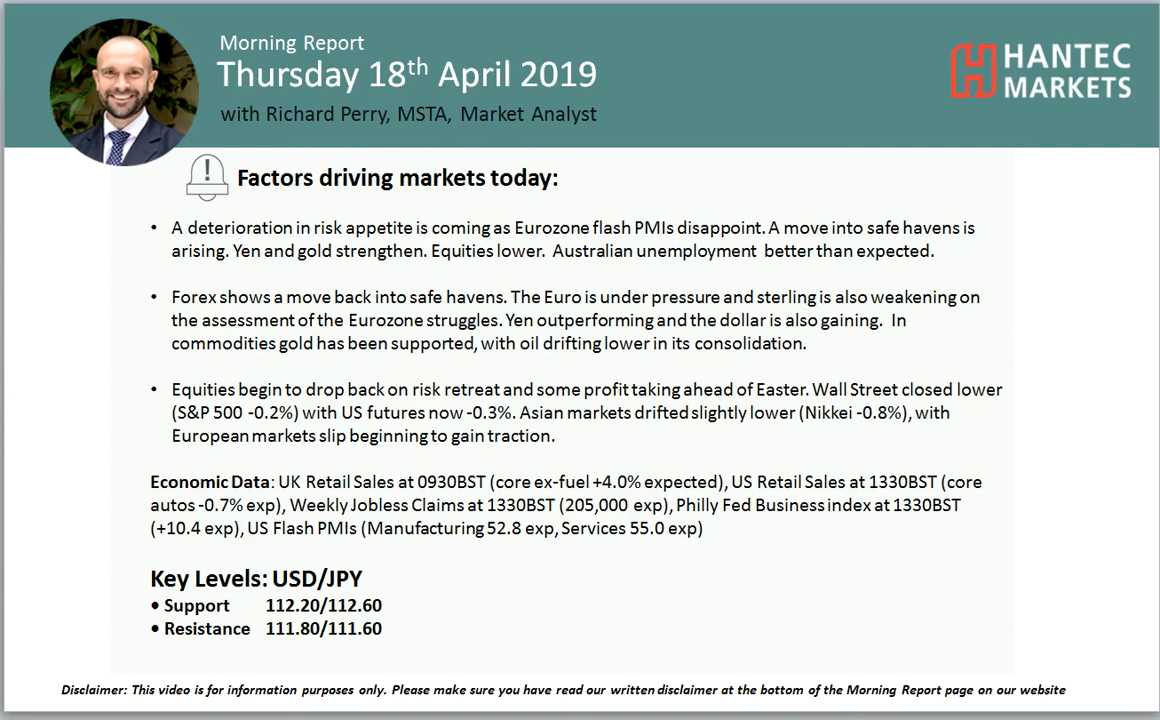 Morning Report
Thursday 18th April 2019
with Richard Perry, MSTA, Market Analyst
HANTEC
MARKETS
!
Factors driving markets today:
• A deterioration in risk appetite is coming as Eurozone flash PMIs disappoint. A move into safe havens is
arising. Yen and gold strengthen. Equities lower. Australian unemployment better than expected.
• Forex shows a move back into safe havens. The Euro is under pressure and sterling is also weakening on
the assessment of the Eurozone struggles. Yen outperforming and the dollar is also gaining. In
commodities gold has been supported, with oil drifting lower in its consolidation.
• Equities begin to drop back on risk retreat and some profit taking ahead of Easter. Wall Street closed lower
(S&P 500 -0.2%) with US futures now -0.3%. Asian markets drifted slightly lower (Nikkei -0.8%), with
European markets slip beginning to gain traction.
Economic Data: UK Retail Sales at 0930BST (core ex-fuel +4.0% expected), US Retail Sales at 1330BST (core
autos -0.7% exp), Weekly Jobless Claims at 1330BST (205,000 exp), Philly Fed Business index at 1330BST
(+10.4 exp), US Flash PMIs (Manufacturing 52.8 exp, Services 55.0 exp)
Key Levels: USD/JPY
• Support 112.20/112.60
• Resistance 111.80/111.60
Disclaimer: This video is for information purposes only. Please make sure you have read our written disclaimer at the bottom of the Morning Report page on our website